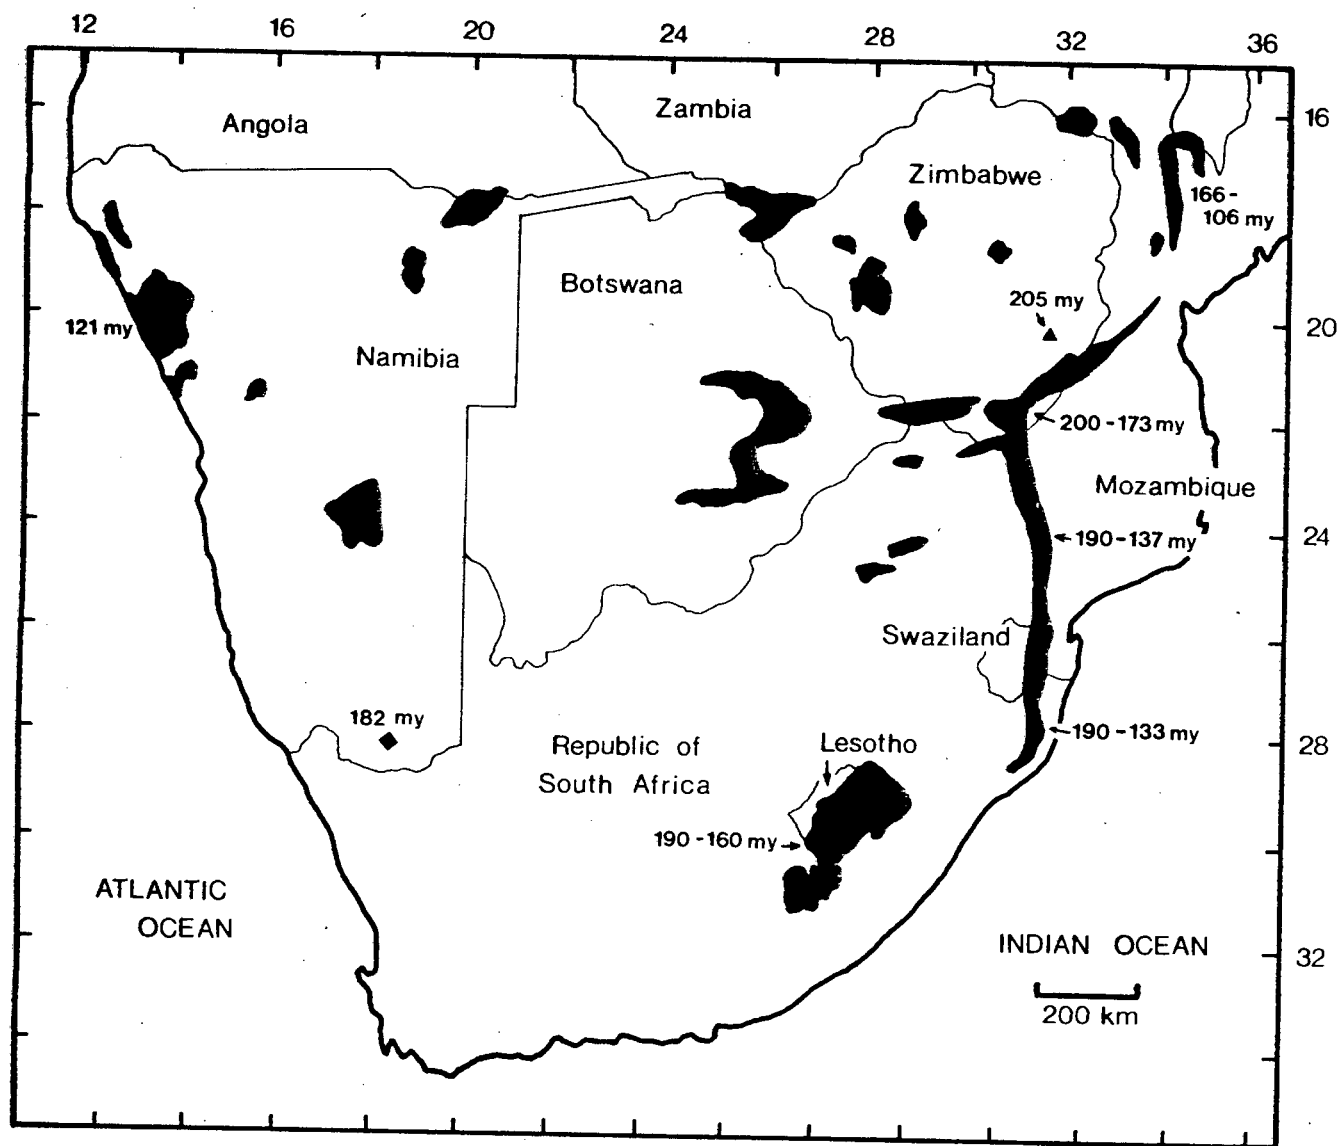 12 16 20 24 28 32 36
Angola
Zambia
16
Zimbabwe
166-
106 my
Botswana
205 my
121 my
20
Namibia
200-173 my
Mozambique
190-137 my
24
Swaziland
182 my
190-133 my
Republic of
South Africa
Lesotho
28
190-160 my
ATLANTIC
OCEAN
INDIAN OCEAN
32
200 km